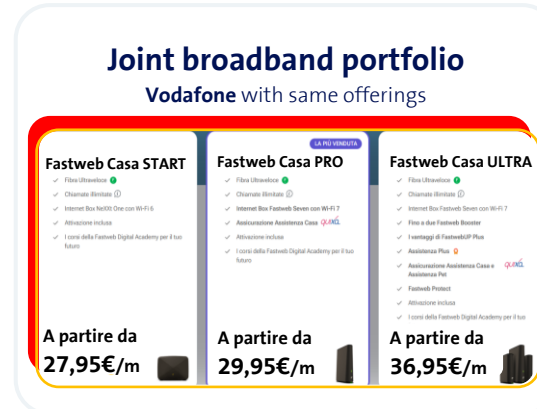 Joint broadband portfolio
Vodafone with same offerings
Fastweb Casa START
Fibra Ultraveloce
Chiamate illimitate
Internet Box NeXXt One con Wi-Fi 6
Attivazione inclusa
I corsi della Fastweb Digital Academy per il tuo
futuro
A partire da
27,95€/m
LA PIÙ VENDUTA
Fastweb Casa PRO
Fibra Ultraveloce
Chiamate illimitate
Internet Box Fastweb Seven con Wi-Fi 7
Assicurazione Assistenza Casa QUIXA
Attivazione inclusa
I corsi della Fastweb Digital Academy per il tuo
futuro
A partire da
29,95€/m
Fastweb Casa ULTRA
Fibra Ultraveloce
Chiamate illimitate
Internet Box Fastweb Seven con Wi-Fi 7
Fino a due Fastweb Booster
I vantaggi di FastwebUP Plus
Assistenza Plus
Assicurazione Assistenza Casa e QUIXA
Assistenza Pet
Fastweb Protect
Attivazione inclusa
I corsi della Fastweb Digital Academy per il tuo
A partire da
36,95€/m